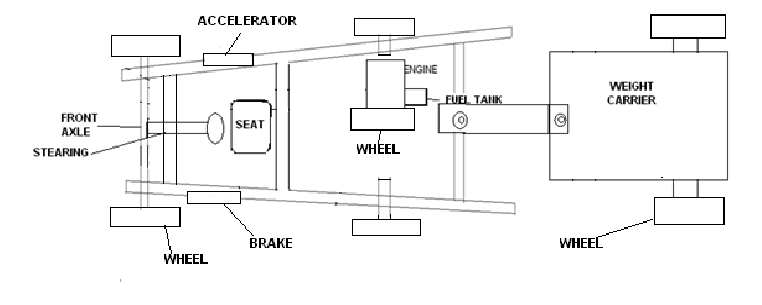 ACCELERATOR
ENGINE
WEIGHT
CARRIER
FUEL TANK
FRONT
AXLE
SEAT
STEARING
WHEEL
BRAKE
WHEEL
WHEEL